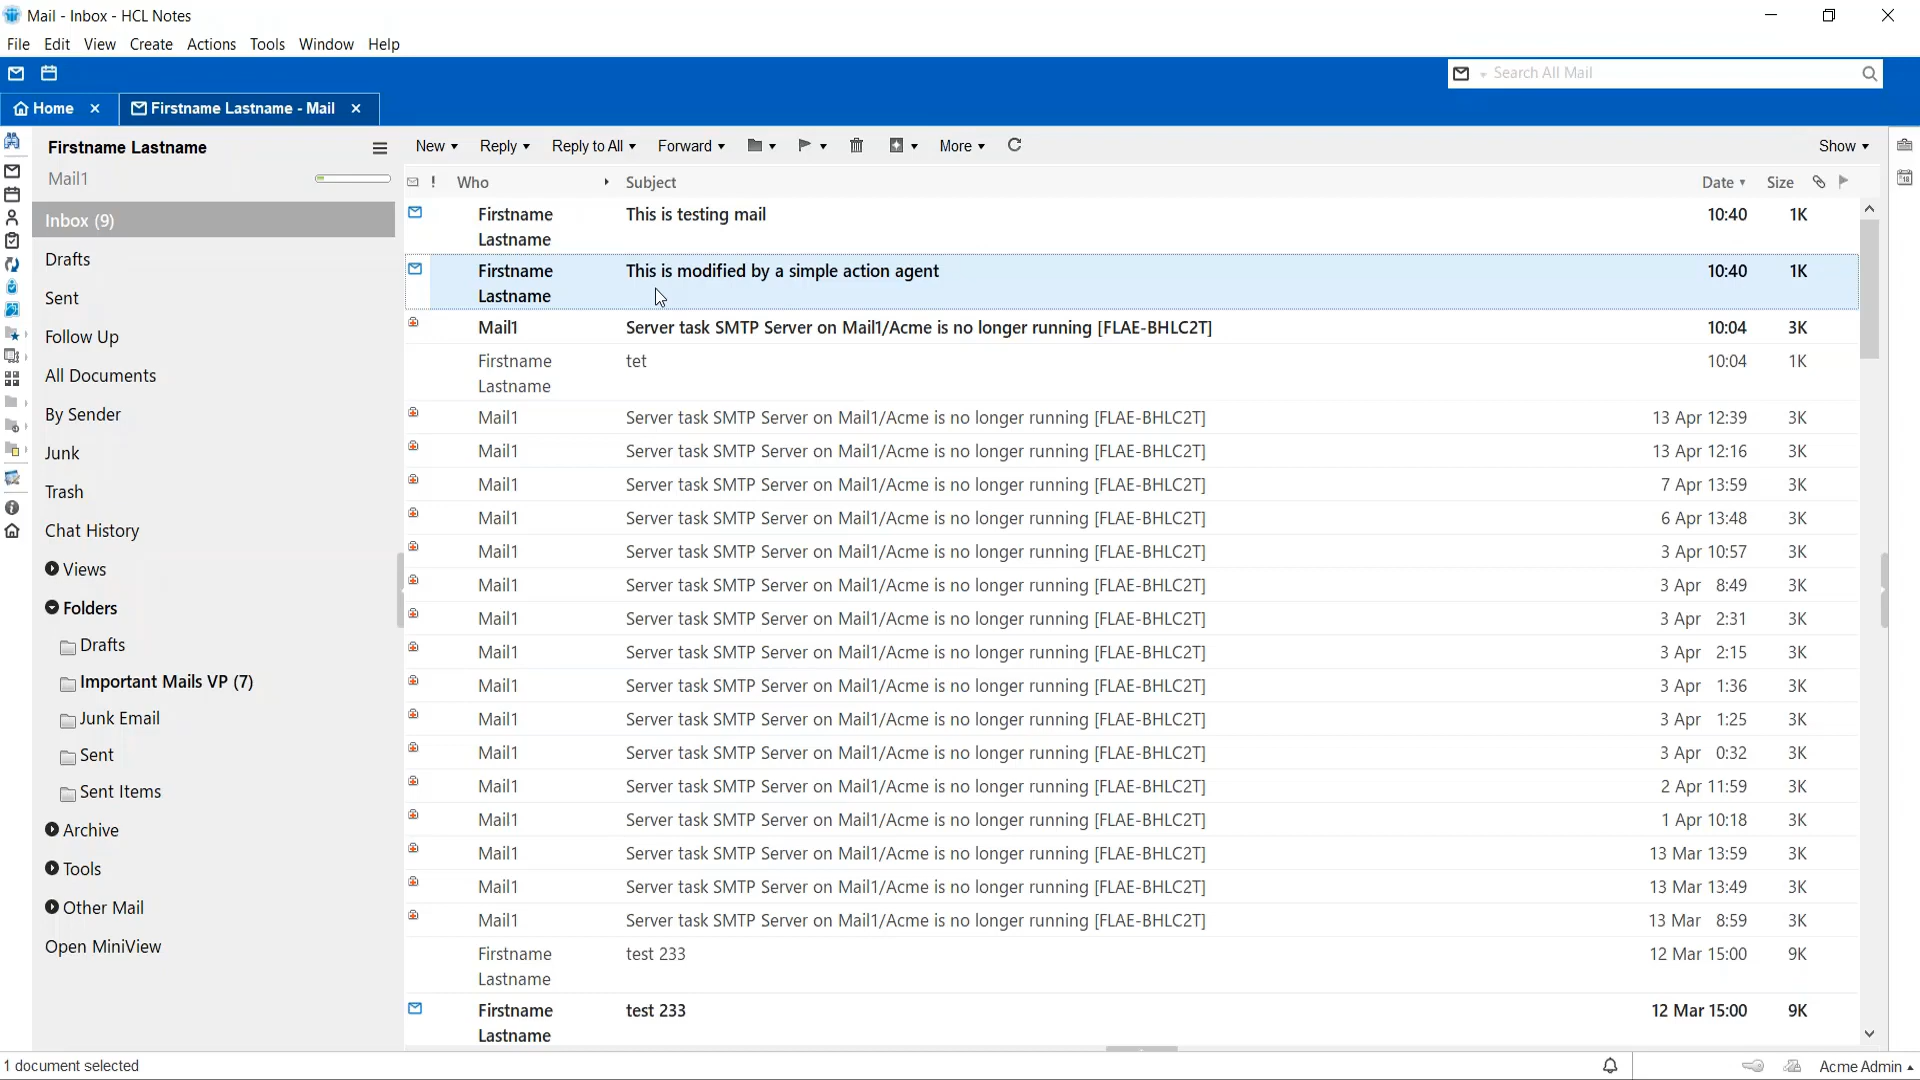 Mail - Inbox - HCL Notes
File Edit View Create Actions Tools Window Help
Search All Mail
Home Firstname Lastname - Mail
Firstname Lastname
Mail1
Inbox (9)
Drafts
Sent
Follow Up
All Documents
By Sender
Junk
Trash
Chat History
Views
Folders
Drafts
Important Mails VP (7)
Junk Email
Sent
Sent Items
Archive
Tools
Other Mail
Open MiniView
New Reply Reply to All Forward More Show
! Who Subject Date Size
Firstname This is testing mail 10:40 1K
Lastname
Firstname This is modified by a simple action agent 10:40 1K
Lastname
Mail1 Server task SMTP Server on Mail1/Acme is no longer running [FLAE-BHLC2T] 10:04 3K
Firstname tet 10:04 1K
Lastname
Mail1 Server task SMTP Server on Mail1/Acme is no longer running [FLAE-BHLC2T] 13 Apr 12:39 3K
Mail1 Server task SMTP Server on Mail1/Acme is no longer running [FLAE-BHLC2T] 13 Apr 12:16 3K
Mail1 Server task SMTP Server on Mail1/Acme is no longer running [FLAE-BHLC2T] 7 Apr 13:59 3K
Mail1 Server task SMTP Server on Mail1/Acme is no longer running [FLAE-BHLC2T] 6 Apr 13:48 3K
Mail1 Server task SMTP Server on Mail1/Acme is no longer running [FLAE-BHLC2T] 3 Apr 10:57 3K
Mail1 Server task SMTP Server on Mail1/Acme is no longer running [FLAE-BHLC2T] 3 Apr 8:49 3K
Mail1 Server task SMTP Server on Mail1/Acme is no longer running [FLAE-BHLC2T] 3 Apr 2:31 3K
Mail1 Server task SMTP Server on Mail1/Acme is no longer running [FLAE-BHLC2T] 3 Apr 2:15 3K
Mail1 Server task SMTP Server on Mail1/Acme is no longer running [FLAE-BHLC2T] 3 Apr 1:36 3K
Mail1 Server task SMTP Server on Mail1/Acme is no longer running [FLAE-BHLC2T] 3 Apr 1:25 3K
Mail1 Server task SMTP Server on Mail1/Acme is no longer running [FLAE-BHLC2T] 3 Apr 0:32 3K
Mail1 Server task SMTP Server on Mail1/Acme is no longer running [FLAE-BHLC2T] 2 Apr 11:59 3K
Mail1 Server task SMTP Server on Mail1/Acme is no longer running [FLAE-BHLC2T] 1 Apr 10:18 3K
Mail1 Server task SMTP Server on Mail1/Acme is no longer running [FLAE-BHLC2T] 13 Mar 13:59 3K
Mail1 Server task SMTP Server on Mail1/Acme is no longer running [FLAE-BHLC2T] 13 Mar 13:49 3K
Mail1 Server task SMTP Server on Mail1/Acme is no longer running [FLAE-BHLC2T] 13 Mar 8:59 3K
Firstname test 233 12 Mar 15:00 9K
Lastname
Firstname test 233 12 Mar 15:00 9K
Lastname
1 document selected Acme Admin